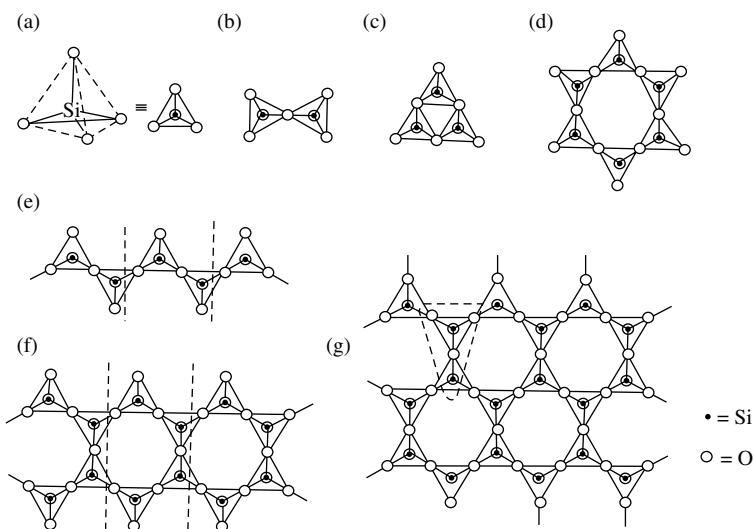 (a)
(b)
(c)
(d)
Si
≡
(e)
(f)
(g)
• = Si
○ = O